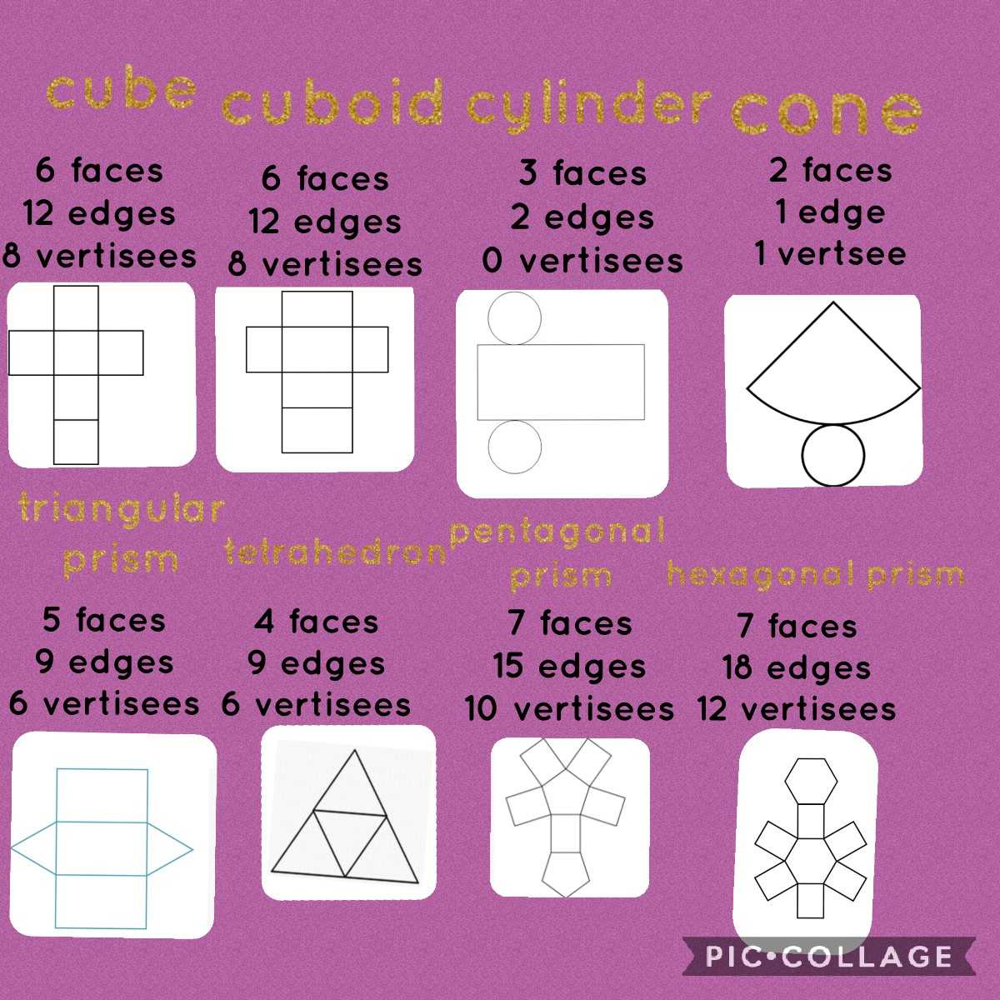 cube
6 faces
12 edges
8 vertisees
cuboid
6 faces
12 edges
8 vertisees
cylinder
3 faces
2 edges
0 vertisees
cone
2 faces
1 edge
1 vertsee
triangular
prism
5 faces
9 edges
6 vertisees
tetrahedron
4 faces
9 edges
6 vertisees
pentagonal
prism
7 faces
15 edges
10 vertisees
hexagonal prism
7 faces
18 edges
12 vertisees
PIC•COLLAGE